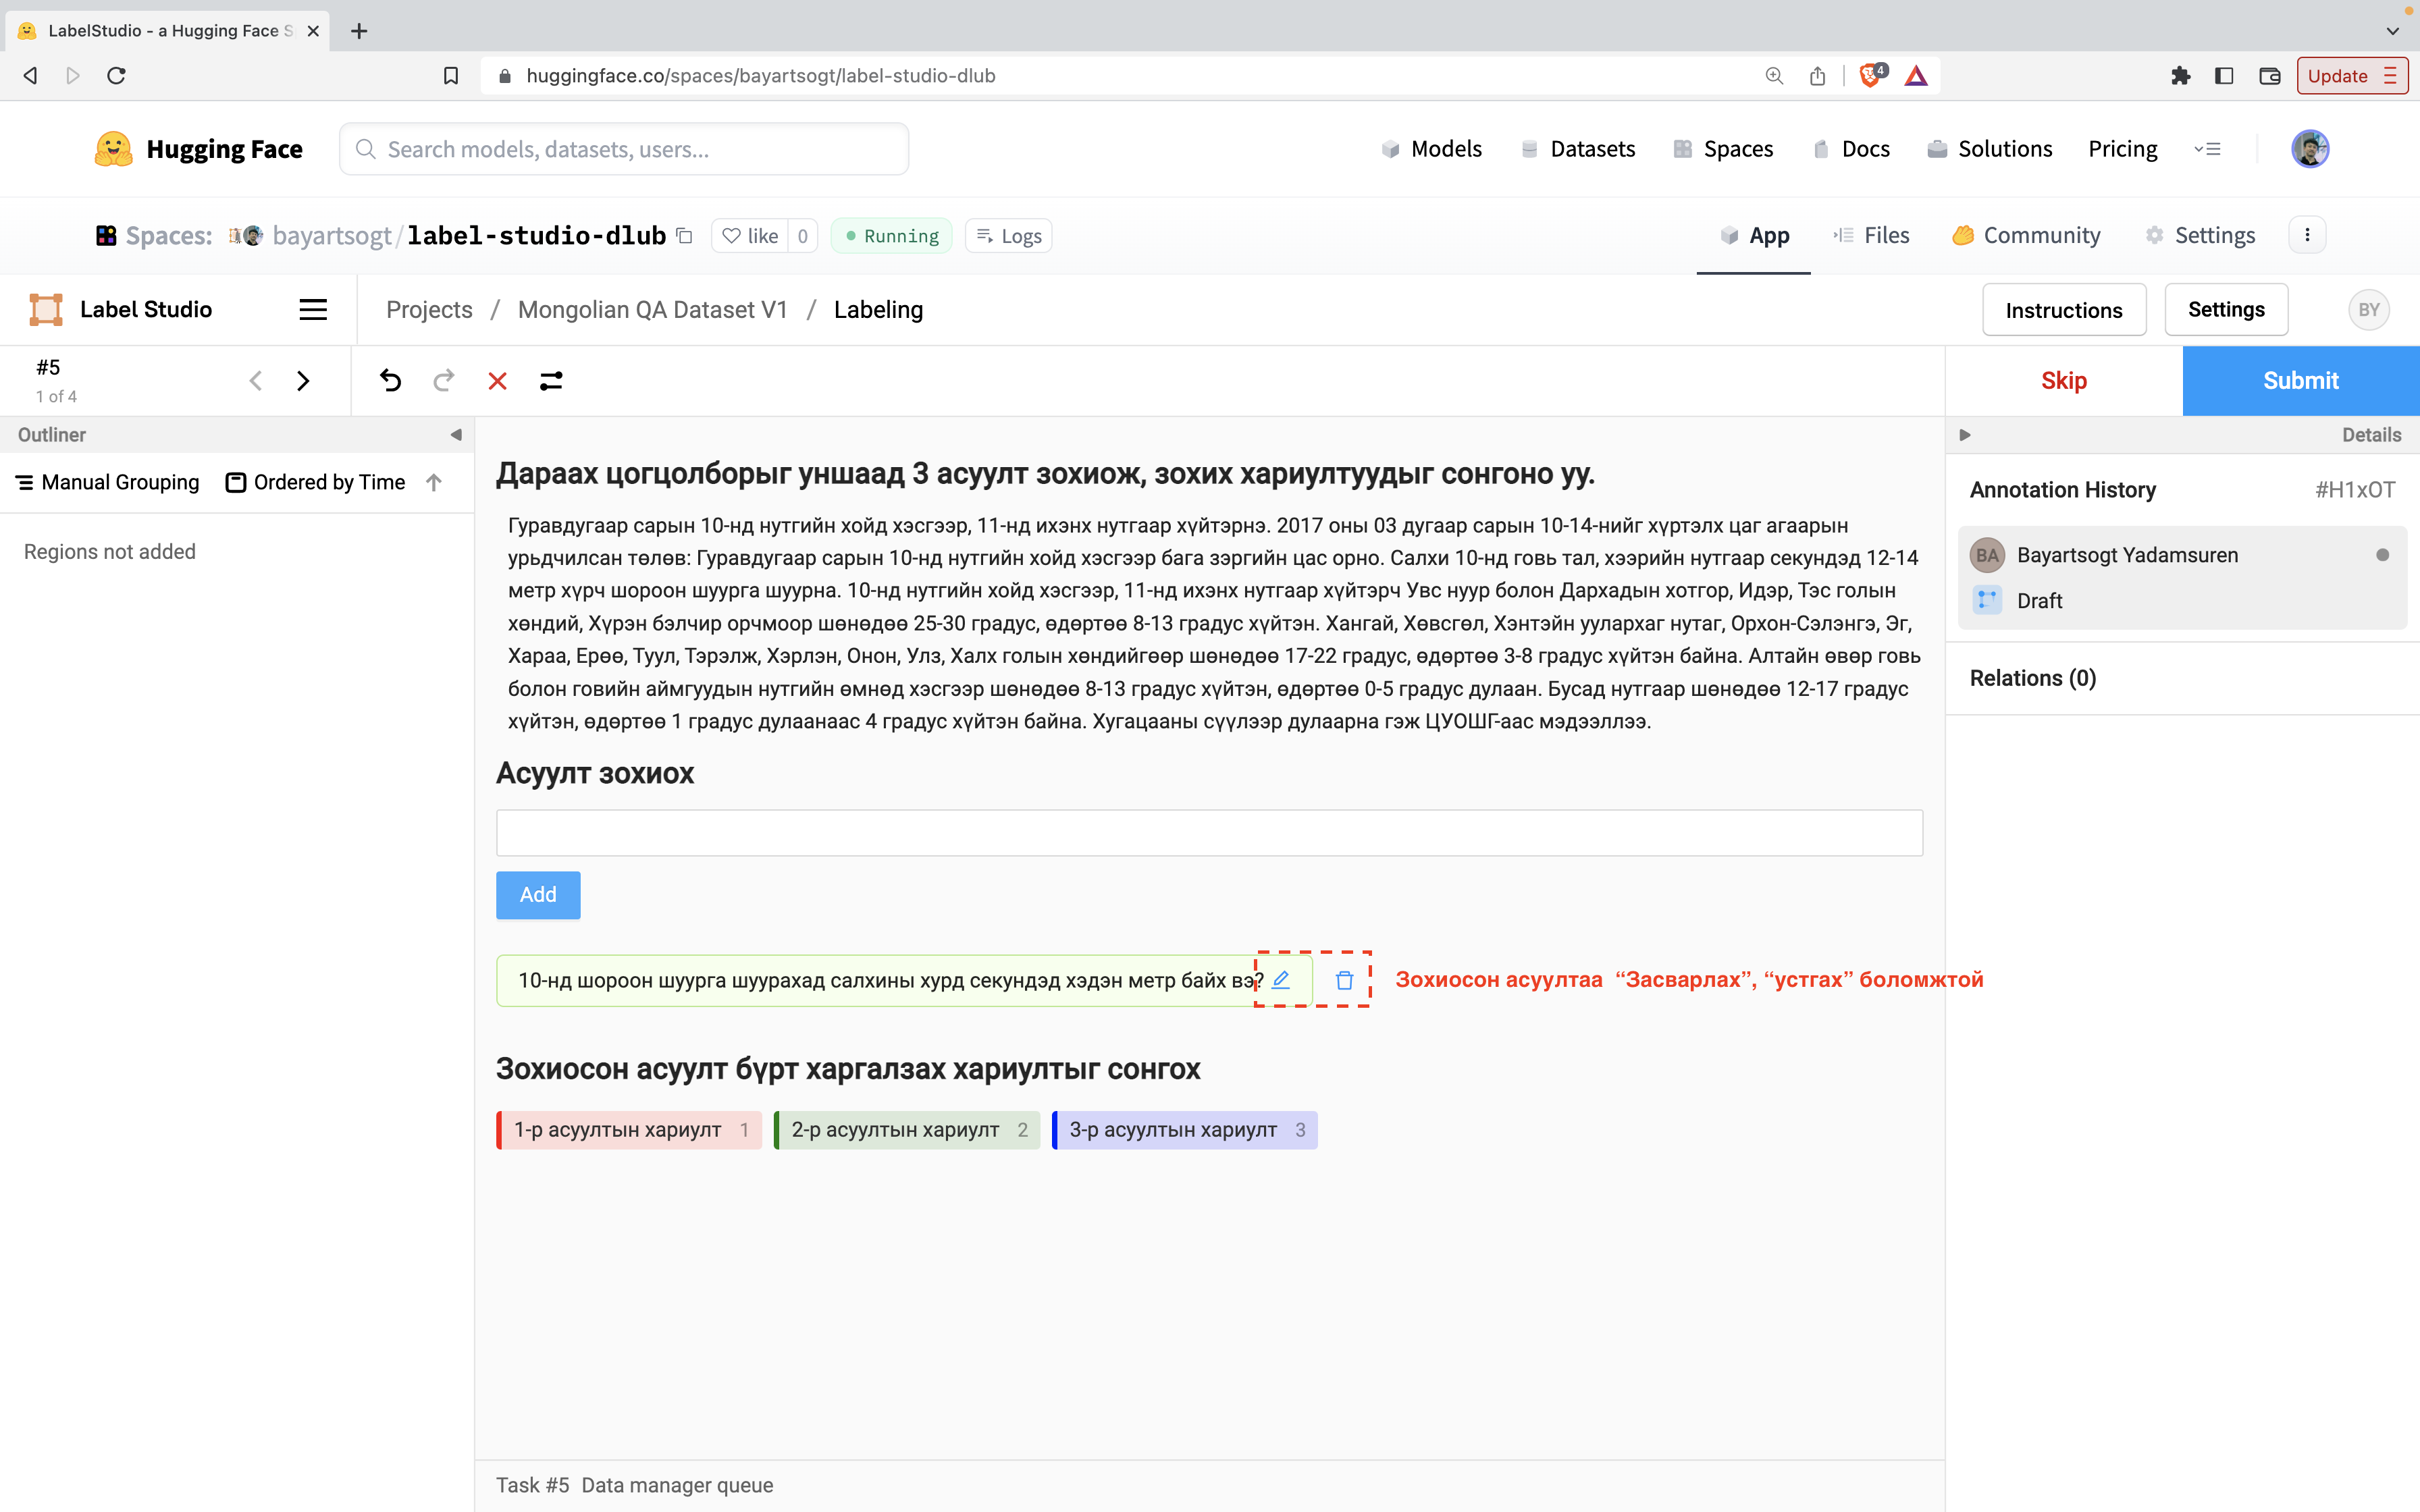 LabelStudio - a Hugging Face S
huggingface.co/spaces/bayartsogt/label-studio-dlub
4
Update
Hugging Face
Search models, datasets, users...
Models
Datasets
Spaces
Docs
Solutions
Pricing
Spaces:
bayartsogt/label-studio-dlub
like 0
Running
Logs
App
Files
Community
Settings
Label Studio
Projects / Mongolian QA Dataset V1 / Labeling
Instructions
Settings
BY
#5
1 of 4
Skip
Submit
Outliner
Details
Manual Grouping
Ordered by Time
Regions not added
Дараах цогцолборыг уншаад 3 асуулт зохиож, зохих хариултуудыг сонгоно уу.
Гуравдугаар сарын 10-нд нутгийн хойд хэсгээр, 11-нд ихэнх нутгаар хүйтэрнэ. 2017 оны 03 дугаар сарын 10-14-нийг хүртэлх цаг агаарын
урьдчилсан төлөв: Гуравдугаар сарын 10-нд нутгийн хойд хэсгээр бага зэргийн цас орно. Салхи 10-нд говь тал, хээрийн нутгаар секундэд 12-14
метр хүрч шороон шуурга шуурна. 10-нд нутгийн хойд хэсгээр, 11-нд ихэнх нутгаар хүйтэрч Увс нуур болон Дархадын хотгор, Идэр, Тэс голын
хөндий, Хүрэн бэлчир орчмоор шөнөдөө 25-30 градус, өдөртөө 8-13 градус хүйтэн. Хангай, Хөвсгөл, Хэнтэйн уулархаг нутаг, Орхон-Сэлэнгэ, Эг,
Хараа, Ерөө, Туул, Тэрэлж, Хэрлэн, Онон, Улз, Халх голын хөндийгөөр шөнөдөө 17-22 градус, өдөртөө 3-8 градус хүйтэн байна. Алтайн өвөр говь
болон говийн аймгуудын нутгийн өмнөд хэсгээр шөнөдөө 8-13 градус хүйтэн, өдөртөө 0-5 градус дулаан. Бусад нутгаар шөнөдөө 12-17 градус
хүйтэн, өдөртөө 1 градус дулаанаас 4 градус хүйтэн байна. Хугацааны сүүлээр дулаарна гэж ЦУОШГ-аас мэдээллээ.
Асуулт зохиох
Add
10-нд шороон шуурга шуурахад салхины хурд секундэд хэдэн метр байх вэ?
Зохиосон асуултаа “Засварлах”, “устгах” боломжтой
Зохиосон асуулт бүрт харгалзах хариултыг сонгох
1-р асуултын хариулт 1
2-р асуултын хариулт 2
3-р асуултын хариулт 3
Annotation History
#H1xOT
BA
Bayartsogt Yadamsuren
Draft
Relations (0)
Task #5 Data manager queue